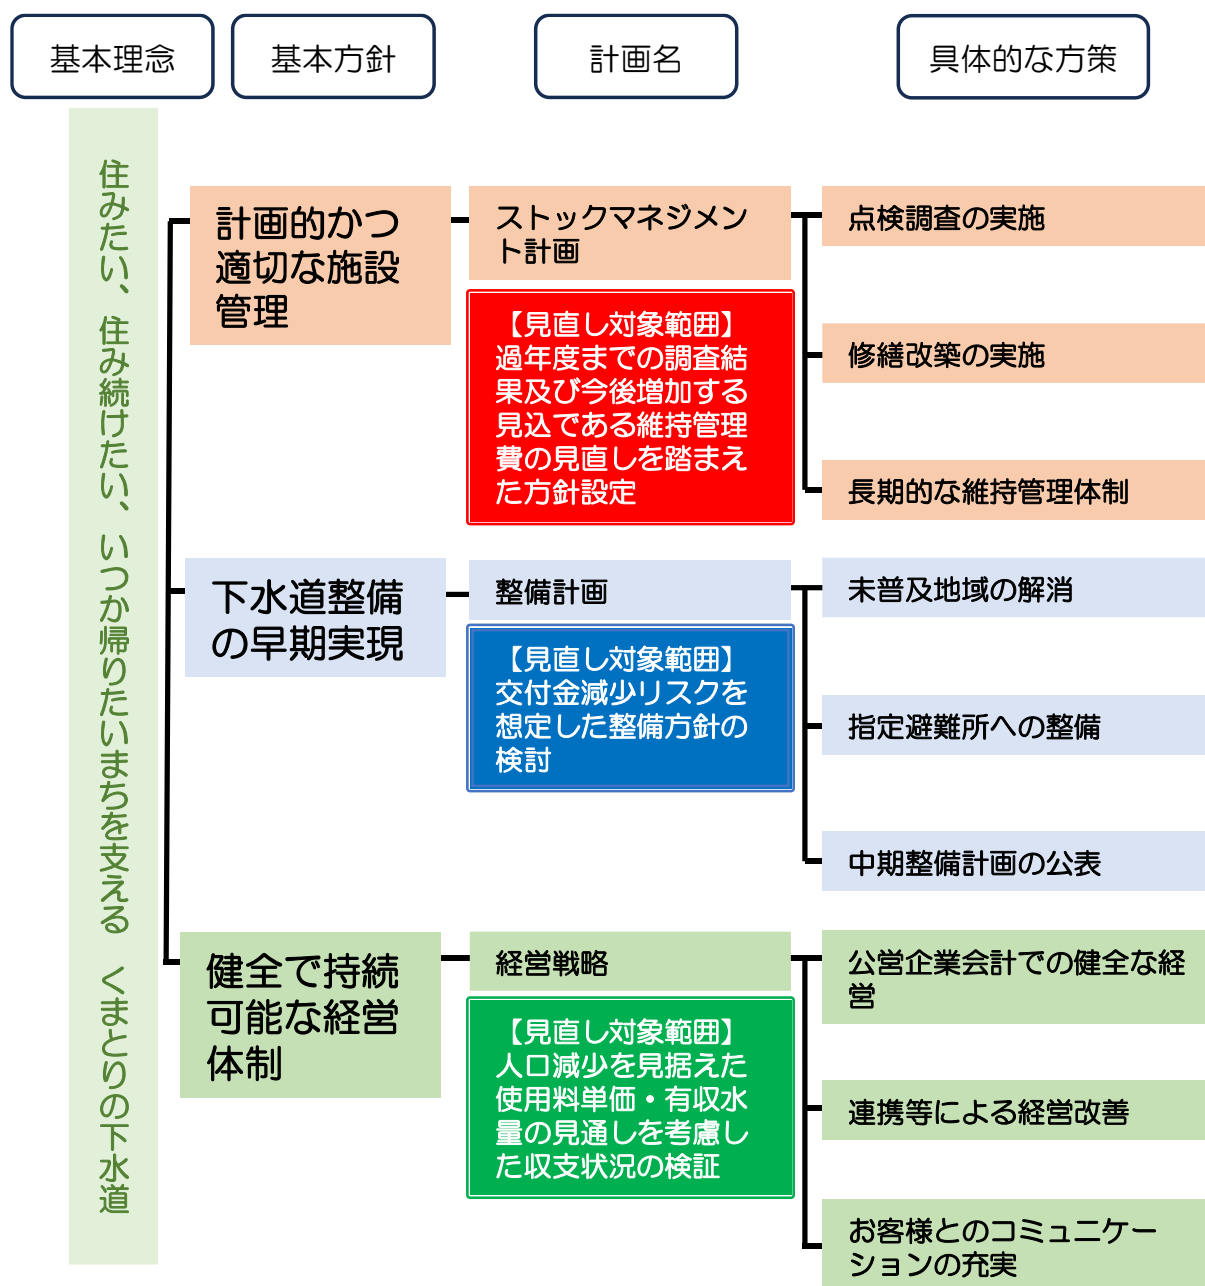 基本理念
基本方針
計画名
具体的な方策
住みたい、住み続けたい、いつか帰りたいまちを支える　くまとりの下水道
計画的かつ
適切な施設
管理
ストックマネジメン
ト計画
【見直し対象範囲】
過年度までの調査結
果及び今後増加する
見込である維持管理
費の見直しを踏まえ
た方針設定
点検調査の実施
修繕改築の実施
長期的な維持管理体制
下水道整備
の早期実現
整備計画
【見直し対象範囲】
交付金減少リスクを
想定した整備方針の
検討
未普及地域の解消
指定避難所への整備
中期整備計画の公表
健全で持続
可能な経営
体制
経営戦略
【見直し対象範囲】
人口減少を見据えた
使用料単価・有収水
量の見通しを考慮し
た収支状況の検証
公営企業会計での健全な経
営
連携等による経営改善
お客様とのコミュニケー
ションの充実